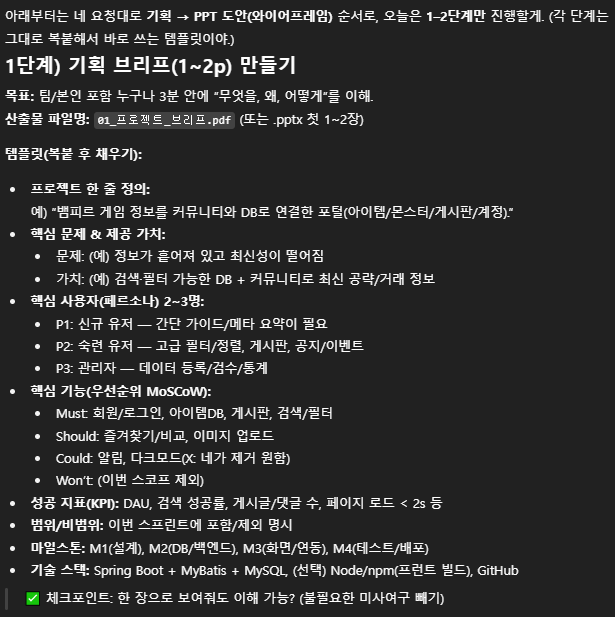 아래부터는 네 요청대로 기획 → PPT 도안(와이어프레임) 순서로, 오늘은 1–2단계만 진행할게. (각 단계는
그대로 복붙해서 바로 쓰는 템플릿이야.)
1단계) 기획 브리프(1~2p) 만들기
목표: 팀/본인 포함 누구나 3분 안에 “무엇을, 왜, 어떻게”를 이해.
산출물 파일명: 01_프로젝트_브리프.pdf (또는 .pptx 첫 1~2장)
템플릿(복붙 후 채우기):
• 프로젝트 한 줄 정의:
예) “뱀피르 게임 정보를 커뮤니티와 DB로 연결한 포털(아이템/몬스터/게시판/계정).”
• 핵심 문제 & 제공 가치:
• 문제: (예) 정보가 흩어져 있고 최신성이 떨어짐
• 가치: (예) 검색·필터 가능한 DB + 커뮤니티로 최신 공략/거래 정보
• 핵심 사용자(페르소나) 2~3명:
• P1: 신규 유저 — 간단 가이드/메타 요약이 필요
• P2: 숙련 유저 — 고급 필터/정렬, 게시판, 공지/이벤트
• P3: 관리자 — 데이터 등록/검수/통계
• 핵심 기능(우선순위 MoSCoW):
• Must: 회원/로그인, 아이템DB, 게시판, 검색/필터
• Should: 즐겨찾기/비교, 이미지 업로드
• Could: 알림, 다크모드(X: 네가 제거 원함)
• Won’t: (이번 스코프 제외)
• 성공 지표(KPI): DAU, 검색 성공률, 게시글/댓글 수, 페이지 로드 < 2s 등
• 범위/비범위: 이번 스프린트에 포함/제외 명시
• 마일스톤: M1(설계), M2(DB/백엔드), M3(화면/연동), M4(테스트/배포)
• 기술 스택: Spring Boot + MyBatis + MySQL, (선택) Node/npm(프런트 빌드), GitHub
✅ 체크포인트: 한 장으로 보여줘도 이해 가능? (불필요한 미사여구 빼기)